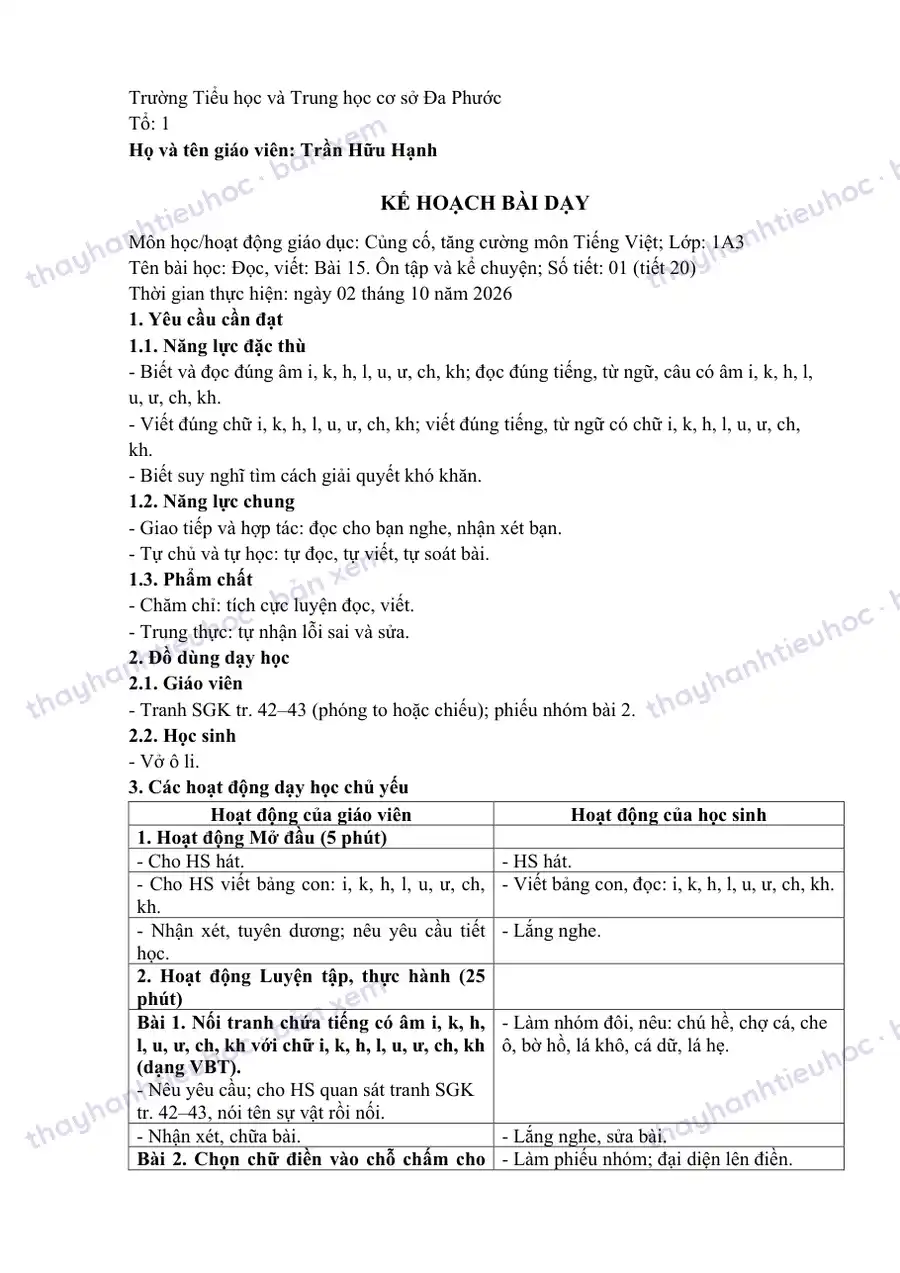 Trường Tiểu học và Trung học cơ sở Đa Phước
Tổ: 1
Họ và tên giáo viên: Trần Hữu Hạnh
KẾ HOẠCH BÀI DẠY
Môn học/hoạt động giáo dục: Củng cố, tăng cường môn Tiếng Việt; Lớp: 1A3
Tên bài học: Đọc, viết: Bài 15. Ôn tập và kể chuyện; Số tiết: 01 (tiết 20)
Thời gian thực hiện: ngày 02 tháng 10 năm 2026
1. Yêu cầu cần đạt
1.1. Năng lực đặc thù
- Biết và đọc đúng âm i, k, h, l, u, ư, ch, kh; đọc đúng tiếng, từ ngữ, câu có âm i, k, h, l,
u, ư, ch, kh.
- Viết đúng chữ i, k, h, l, u, ư, ch, kh; viết đúng tiếng, từ ngữ có chữ i, k, h, l, u, ư, ch,
kh.
- Biết suy nghĩ tìm cách giải quyết khó khăn.
1.2. Năng lực chung
- Giao tiếp và hợp tác: đọc cho bạn nghe, nhận xét bạn.
- Tự chủ và tự học: tự đọc, tự viết, tự soát bài.
1.3. Phẩm chất
- Chăm chỉ: tích cực luyện đọc, viết.
- Trung thực: tự nhận lỗi sai và sửa.
2. Đồ dùng dạy học
2.1. Giáo viên
- Tranh SGK tr. 42–43 (phóng to hoặc chiếu); phiếu nhóm bài 2.
2.2. Học sinh
- Vở ô li.
3. Các hoạt động dạy học chủ yếu
Hoạt động của giáo viên
Hoạt động của học sinh
1. Hoạt động Mở đầu (5 phút)
- Cho HS hát.
- HS hát.
- Cho HS viết bảng con: i, k, h, l, u, ư, ch,
kh.
- Viết bảng con, đọc: i, k, h, l, u, ư, ch, kh.
- Nhận xét, tuyên dương; nêu yêu cầu tiết
học.
- Lắng nghe.
2. Hoạt động Luyện tập, thực hành (25
phút)
Bài 1. Nối tranh chứa tiếng có âm i, k, h,
l, u, ư, ch, kh với chữ i, k, h, l, u, ư, ch, kh
(dạng VBT).
- Nêu yêu cầu; cho HS quan sát tranh SGK
tr. 42–43, nói tên sự vật rồi nối.
- Làm nhóm đôi, nêu: chú hề, chợ cá, che
ô, bờ hồ, lá khô, cá dữ, lá hẹ.
- Nhận xét, chữa bài.
- Lắng nghe, sửa bài.
Bài 2. Chọn chữ điền vào chỗ chấm cho
- Làm phiếu nhóm; đại diện lên điền.
thayhanhtieuhoc · bản xem
thayhanhtieuhoc · b
thayhanhtieuhoc · bản xem
thayhanhtieuhoc · b
thayhanhtieuhoc · bản xem
thayhanhtieuhoc · b